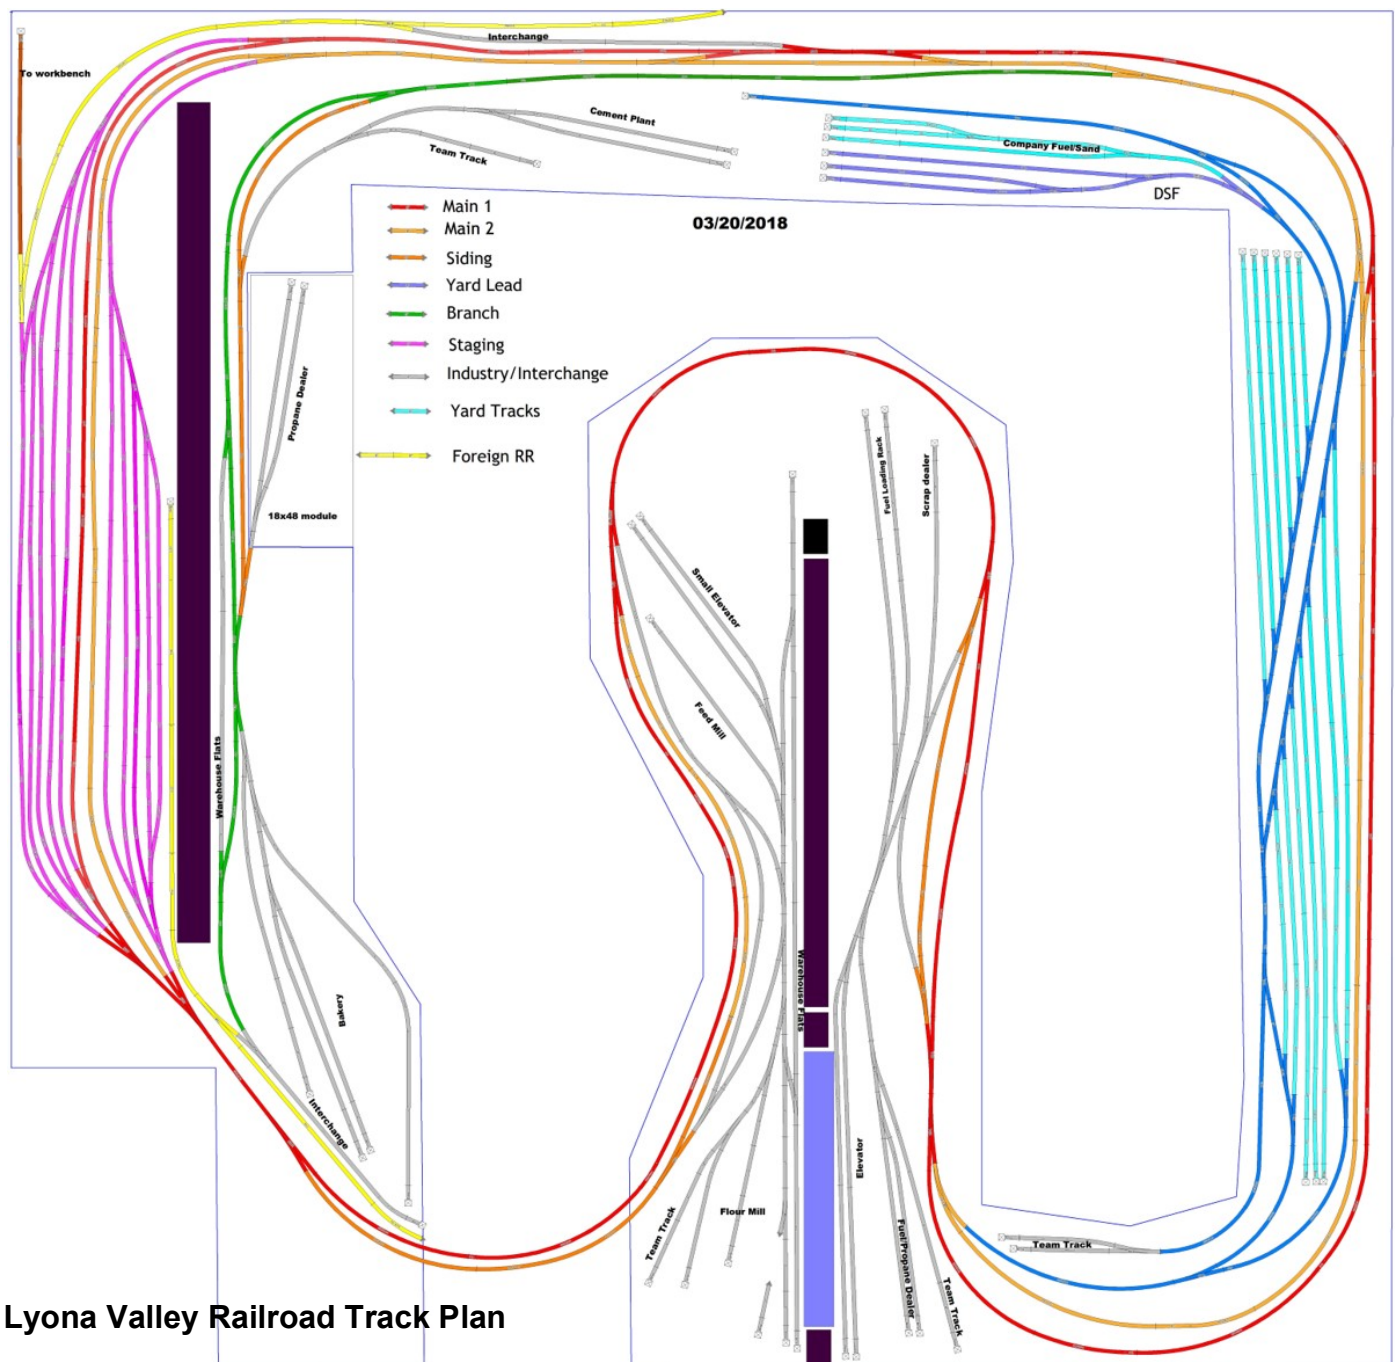 Interchange
To workbench
Cement Plant
Team Track
Company Fuel/Sand
DSF
03/20/2018
Main 1
Main 2
Siding
Yard Lead
Branch
Staging
Industry/Interchange
Yard Tracks
Foreign RR
Propane Dealer
18x48 module
Fuel Loading Rack
Scrap dealer
Small Elevator
Feed Mill
Warehouse Flats
Warehouse Flats
Bakery
Interchange
Elevator
Team Track
Flour Mill
Fuel/Propane Dealer
Team Track
Team Track
Lyona Valley Railroad Track Plan